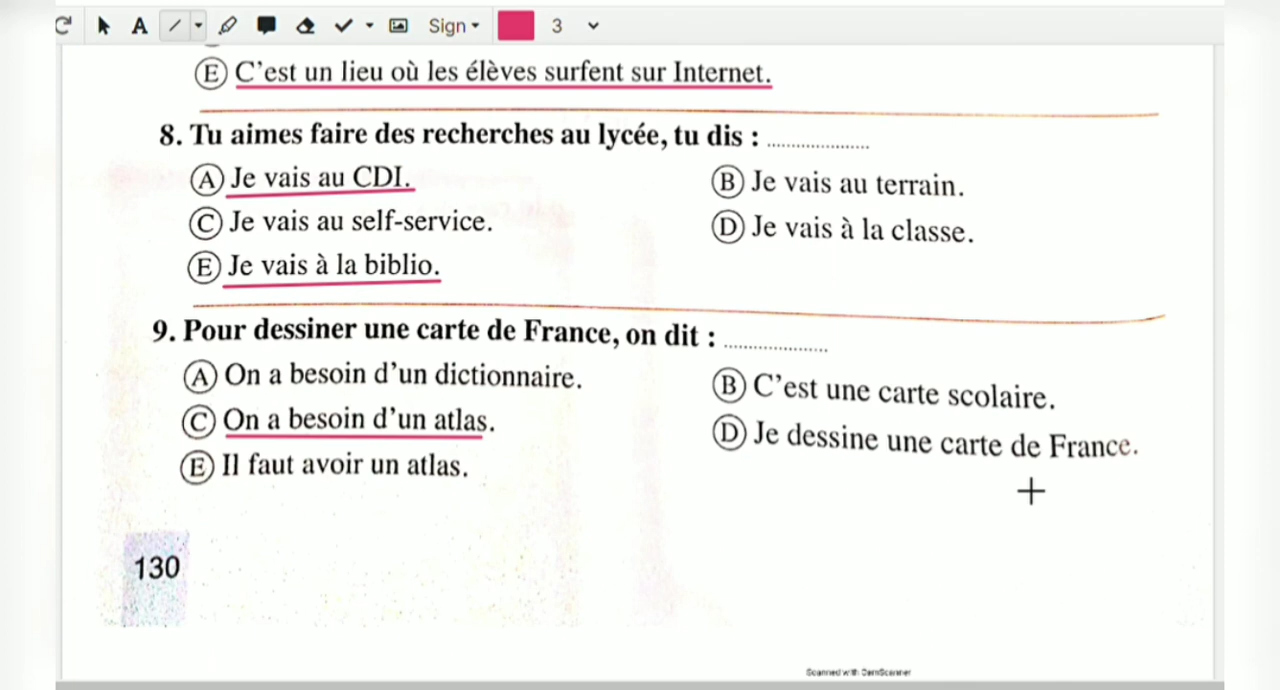 A Sign 3
E C'est un lieu où les élèves surfent sur Internet.
8. Tu aimes faire des recherches au lycée, tu dis : ....................
A Je vais au CDI.
B Je vais au terrain.
C Je vais au self-service.
D Je vais à la classe.
E Je vais à la biblio.
9. Pour dessiner une carte de France, on dit : ....................
A On a besoin d'un dictionnaire.
B C'est une carte scolaire.
C On a besoin d'un atlas.
D Je dessine une carte de France.
E Il faut avoir un atlas.
130
Scanned with CamScanner